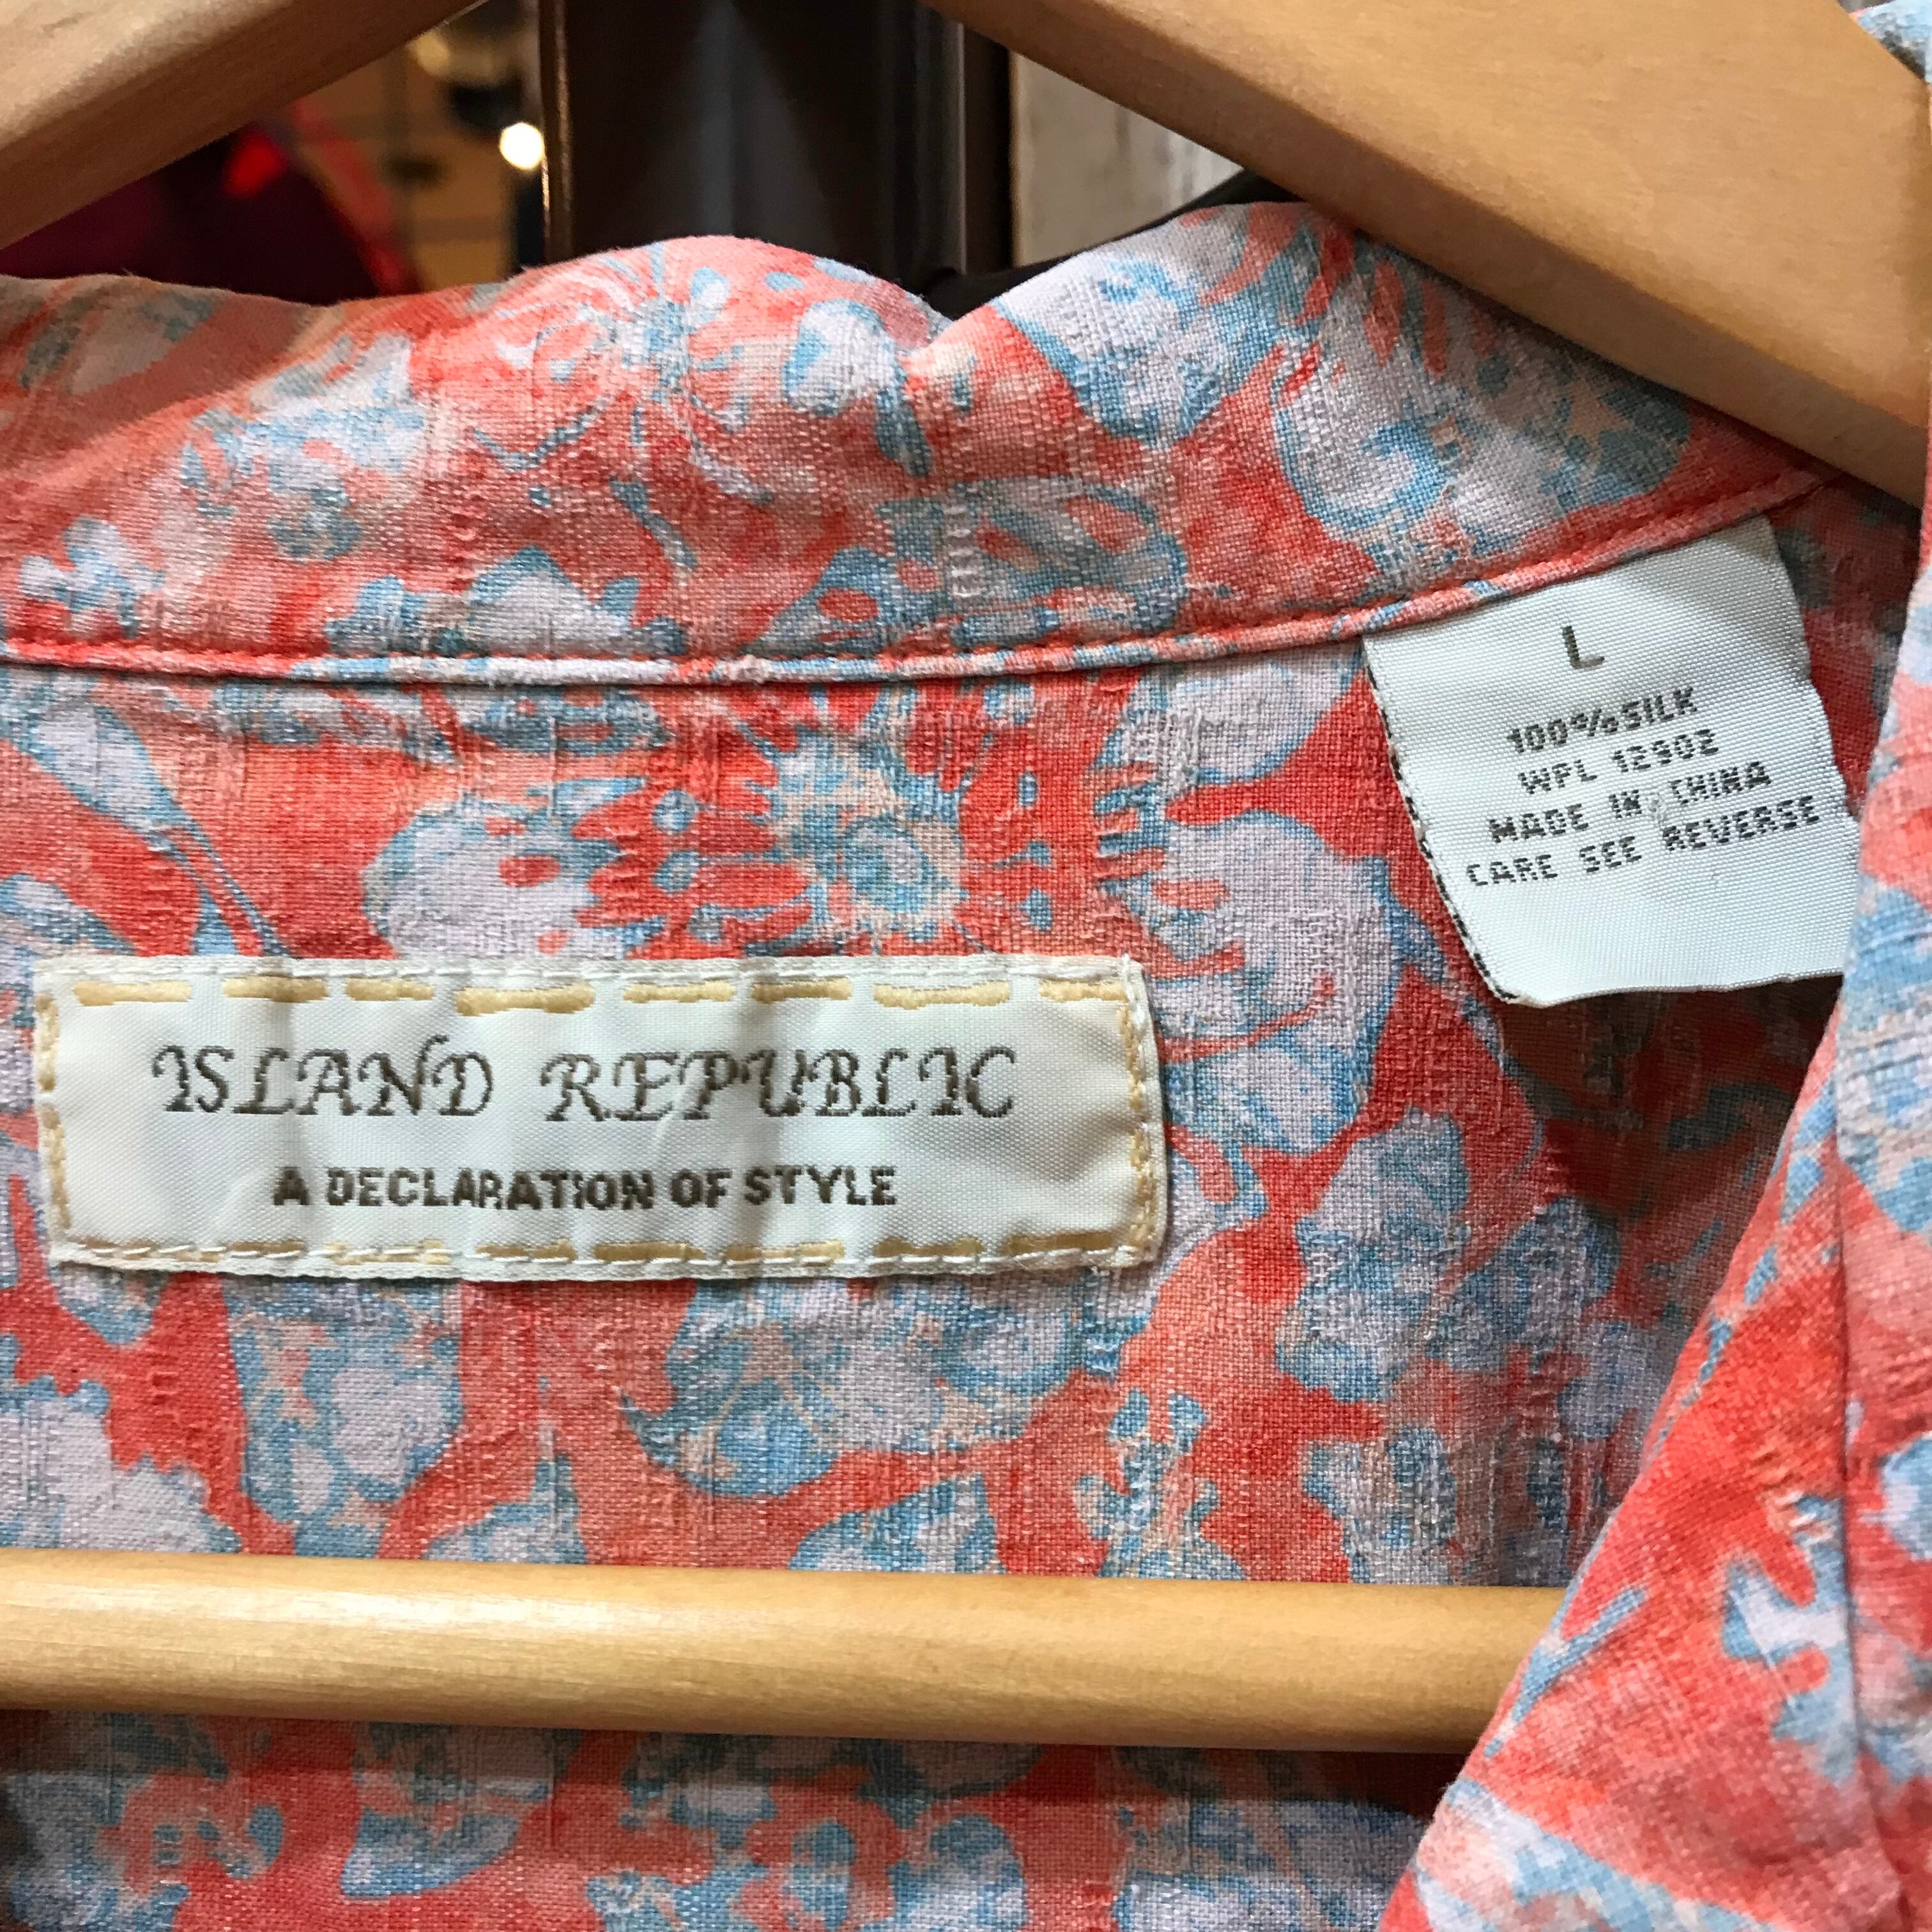 L
100% SILK
WPL 12902
MADE IN CHINA
CARE SEE REVERSE
ISLAND REPUBLIC
A DECLARATION OF STYLE